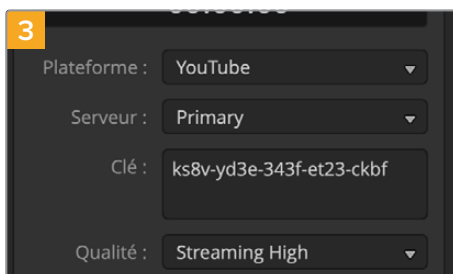 3
Plateforme : YouTube
Serveur : Primary
Clé : ks8v-yd3e-343f-et23-ckbf
Qualité : Streaming High